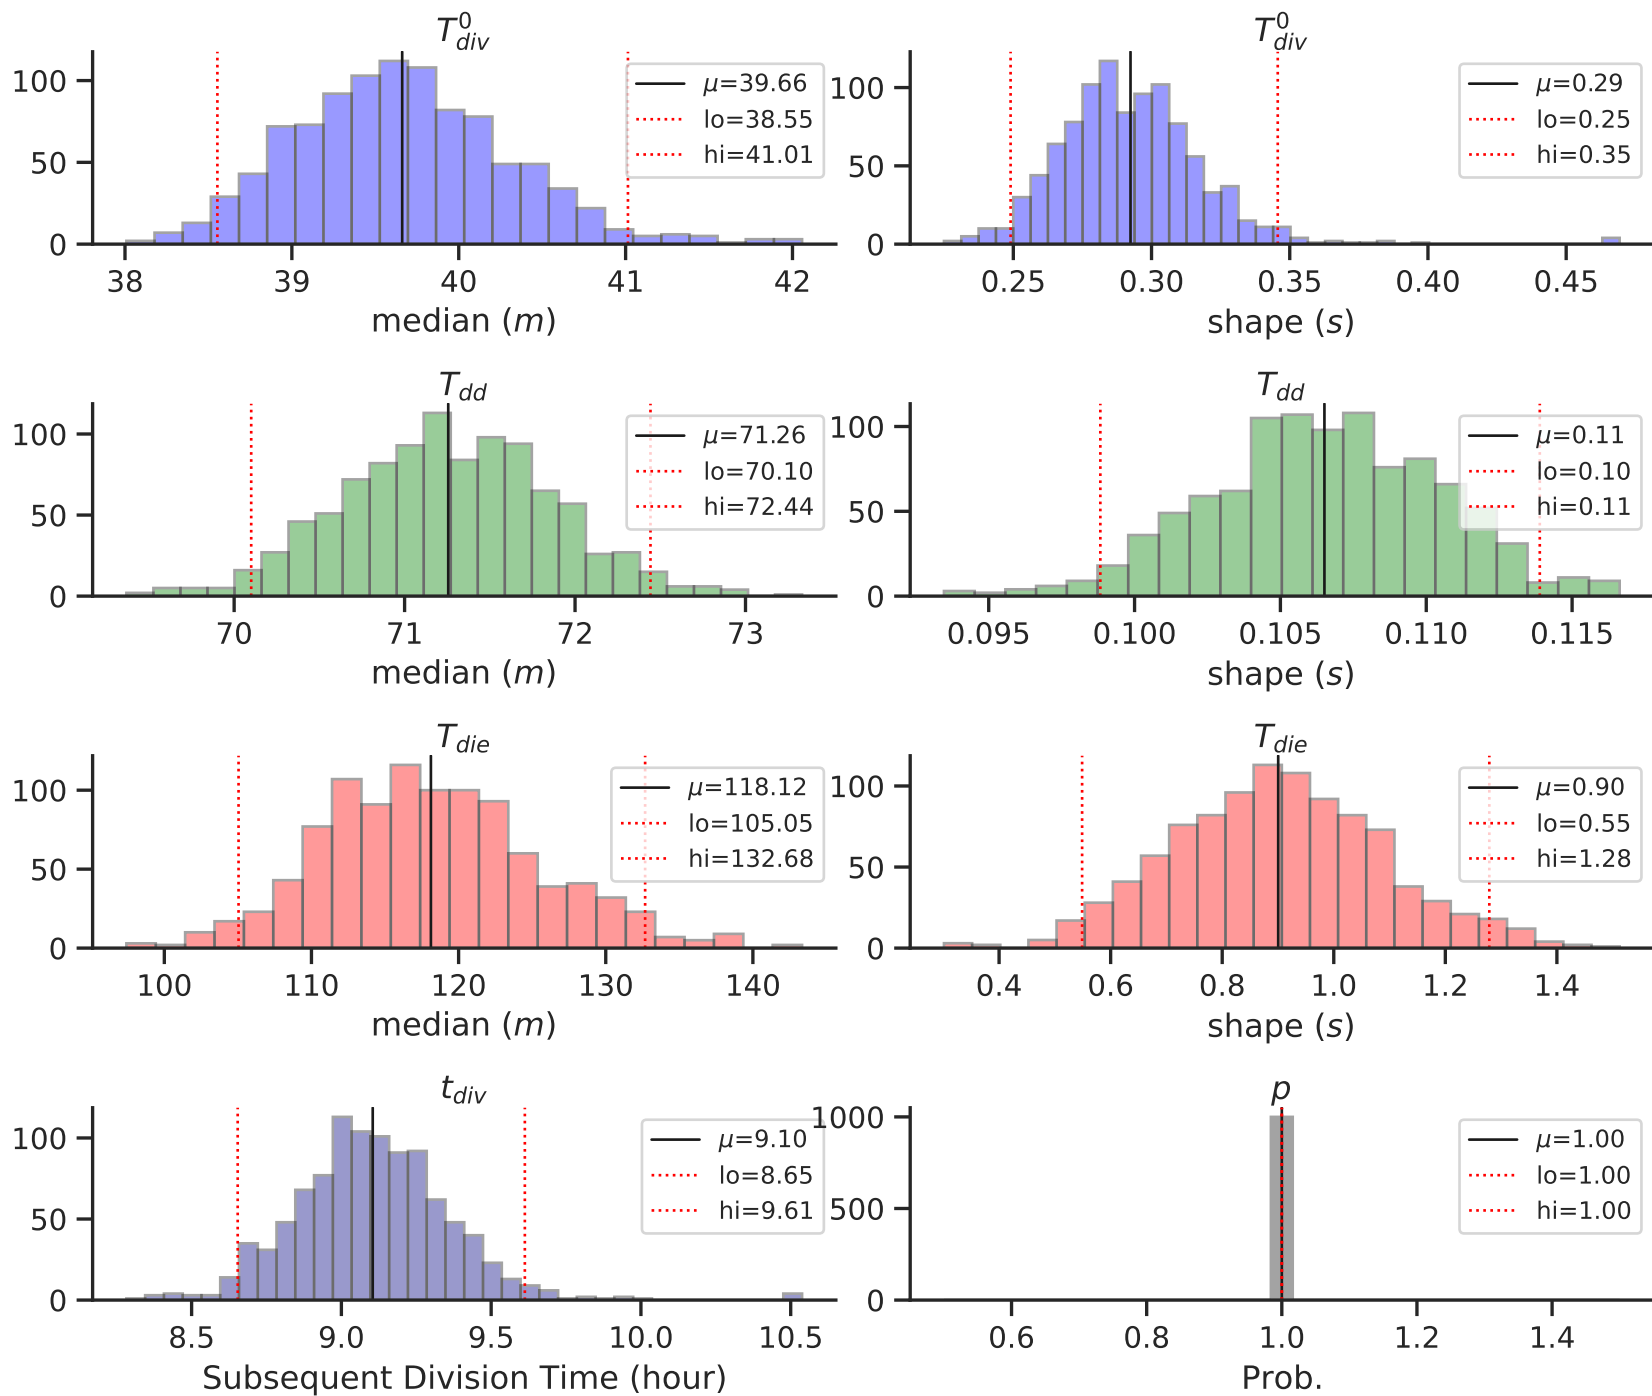 T⁰div
100
50
0
38 39 40 41 42
median (m)
μ=39.66
lo=38.55
hi=41.01
T⁰div
100
50
0
0.25 0.30 0.35 0.40 0.45
shape (s)
μ=0.29
lo=0.25
hi=0.35
Tdd
100
50
0
70 71 72 73
median (m)
μ=71.26
lo=70.10
hi=72.44
Tdd
100
50
0
0.095 0.100 0.105 0.110 0.115
shape (s)
μ=0.11
lo=0.10
hi=0.11
Tdie
100
50
0
100 110 120 130 140
median (m)
μ=118.12
lo=105.05
hi=132.68
Tdie
100
50
0
0.4 0.6 0.8 1.0 1.2 1.4
shape (s)
μ=0.90
lo=0.55
hi=1.28
tdiv
100
50
0
8.5 9.0 9.5 10.0 10.5
Subsequent Division Time (hour)
μ=9.10
lo=8.65
hi=9.61
p
1000
500
0
0.6 0.8 1.0 1.2 1.4
Prob.
μ=1.00
lo=1.00
hi=1.00